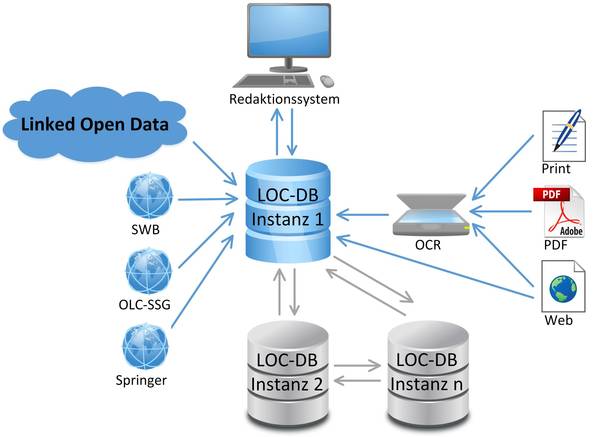 Redaktionssystem
Linked Open Data
LOC-DB
Instanz 1
SWB
OLC-SSG
Springer
OCR
Print
PDF
Adobe
PDF
Web
LOC-DB
Instanz 2
LOC-DB
Instanz n